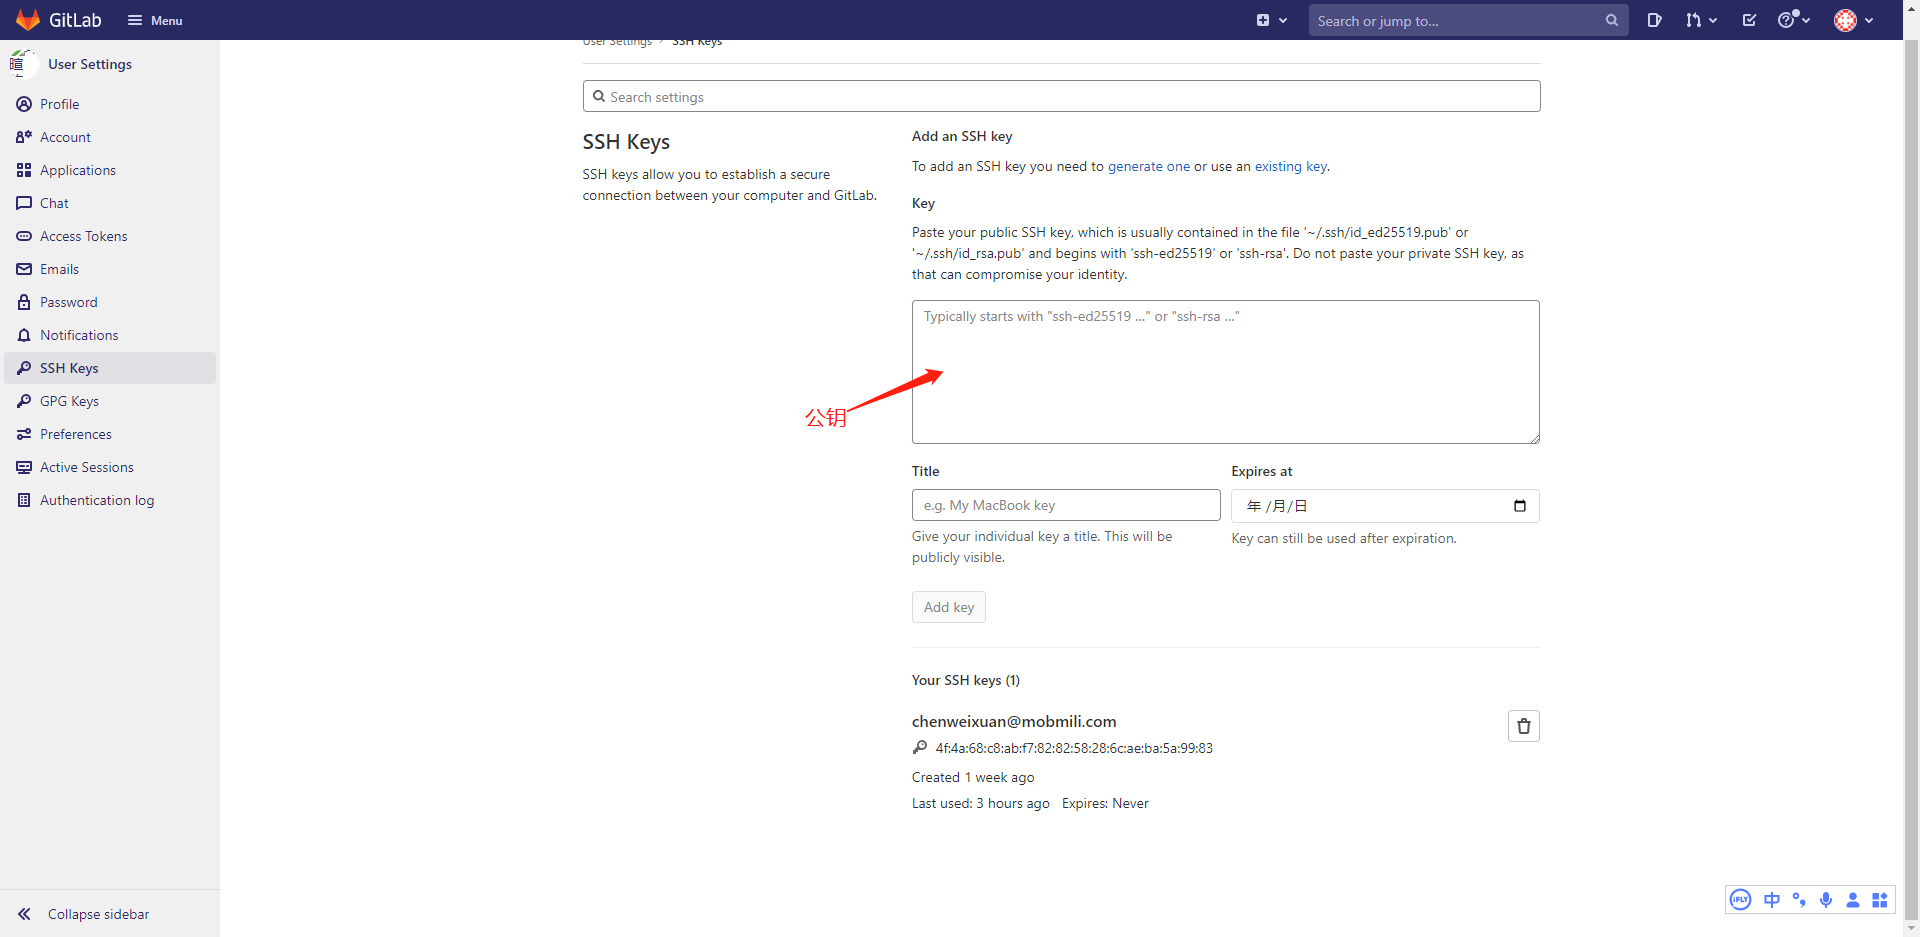 GitLab
Menu
Search or jump to...
暄
User Settings
Profile
Account
Applications
Chat
Access Tokens
Emails
Password
Notifications
SSH Keys
GPG Keys
Preferences
Active Sessions
Authentication log
Collapse sidebar
User Settings > SSH Keys
Search settings
SSH Keys
SSH keys allow you to establish a secure
connection between your computer and GitLab.
Add an SSH key
To add an SSH key you need to generate one or use an existing key.
Key
Paste your public SSH key, which is usually contained in the file '~/.ssh/id_ed25519.pub' or
'~/.ssh/id_rsa.pub' and begins with 'ssh-ed25519' or 'ssh-rsa'. Do not paste your private SSH key, as
that can compromise your identity.
Typically starts with "ssh-ed25519 ..." or "ssh-rsa ..."
公钥
Title
e.g. My MacBook key
Give your individual key a title. This will be
publicly visible.
Expires at
年 /月/日
Key can still be used after expiration.
Add key
Your SSH keys (1)
chenweixuan@mobmili.com
4f:4a:68:c8:ab:f7:82:82:58:28:6c:ae:ba:5a:99:83
Created 1 week ago
Last used: 3 hours ago Expires: Never
iFLY 中 °,